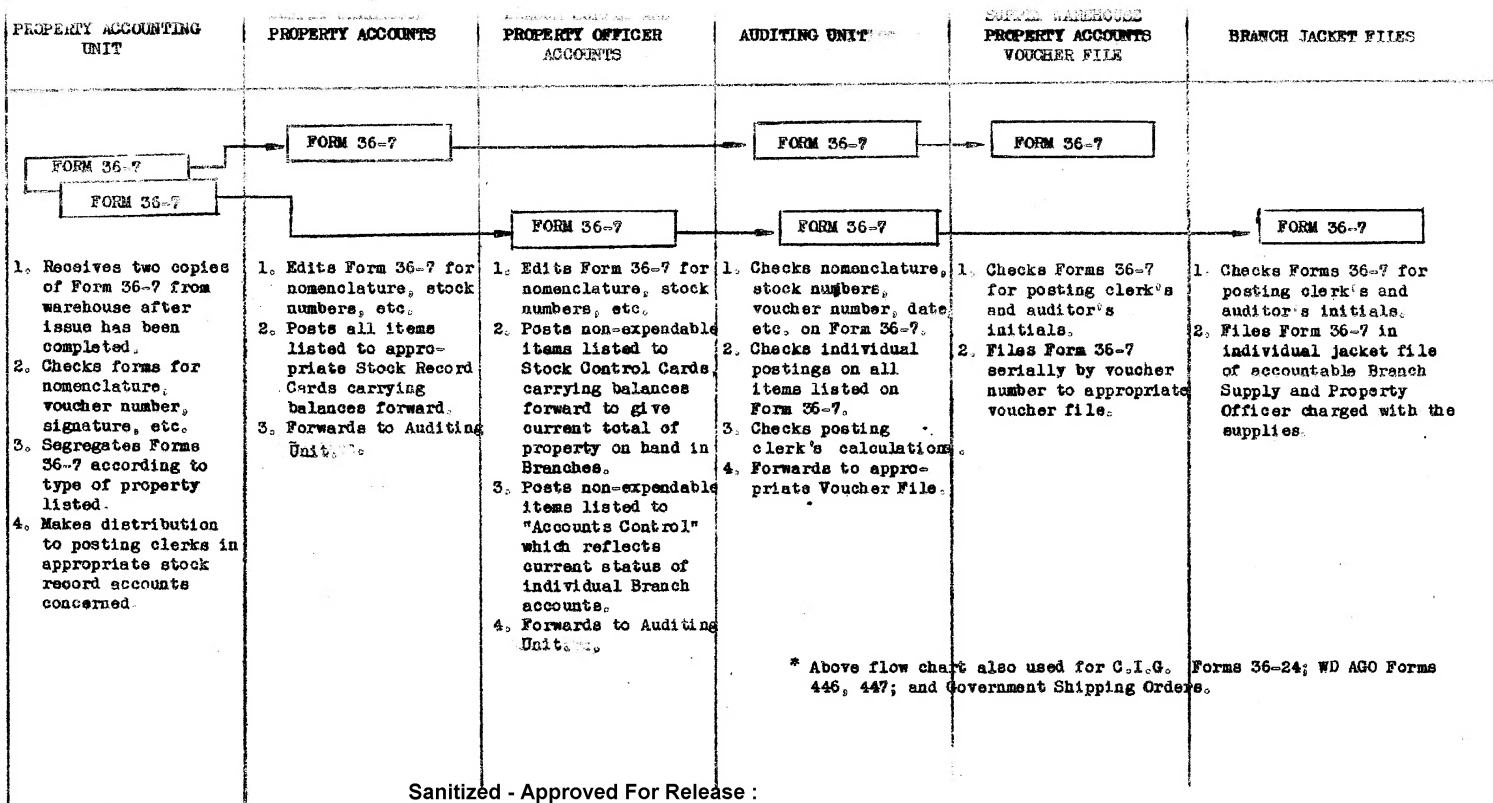 PROPERTY ACCOUNTING
UNIT
PROPERTY ACCOUNTS
PROPERTY OFFICER
ACCOUNTS
AUDITING UNIT
SUPPLY WAREHOUSE
PROPERTY ACCOUNTS
VOUCHER FILE
BRANCH JACKET FILES
FORM 36-7
FORM 36-7
FORM 36-7
FORM 36-7
FORM 36-7
FORM 36-7
FORM 36-7
FORM 36-7
1. Receives two copies
of Form 36-7 from
warehouse after
issue has been
completed.
2. Checks forms for
nomenclature,
voucher number,
signature, etc.
3. Segregates Forms
36-7 according to
type of property
listed.
4. Makes distribution
to posting clerks in
appropriate stock
record accounts
concerned.
1. Edits Form 36-7 for
nomenclature, stock
numbers, etc.
2. Posts all items
listed to appro-
priate Stock Record
Cards carrying
balances forward.
3. Forwards to Auditing
Unit.
1. Edits Form 36-7 for
nomenclature, stock
numbers, etc.
2. Posts non-expendable
items listed to
Stock Control Cards,
carrying balances
forward to give
current total of
property on hand in
Branches.
3. Posts non-expendable
items listed to
"Accounts Control"
which reflects
current status of
individual Branch
accounts.
4. Forwards to Auditing
Unit.
1. Checks nomenclature,
stock numbers,
voucher number, date,
etc. on Form 36-7.
2. Checks individual
postings on all
items listed on
Form 36-7.
3. Checks posting
clerk's calculations.
4. Forwards to appro-
priate Voucher File.
1. Checks Forms 36-7
for posting clerk's
and auditor's
initials.
2. Files Form 36-7
serially by voucher
number to appropriate
voucher file.
1. Checks Forms 36-7 for
posting clerk's and
auditor's initials.
2. Files Form 36-7 in
individual jacket file
of accountable Branch
Supply and Property
Officer charged with the
supplies.
* Above flow chart also used for C.I.G. Forms 36-24; WD AGO Forms
446, 447; and Government Shipping Orders.
Sanitized - Approved For Release :